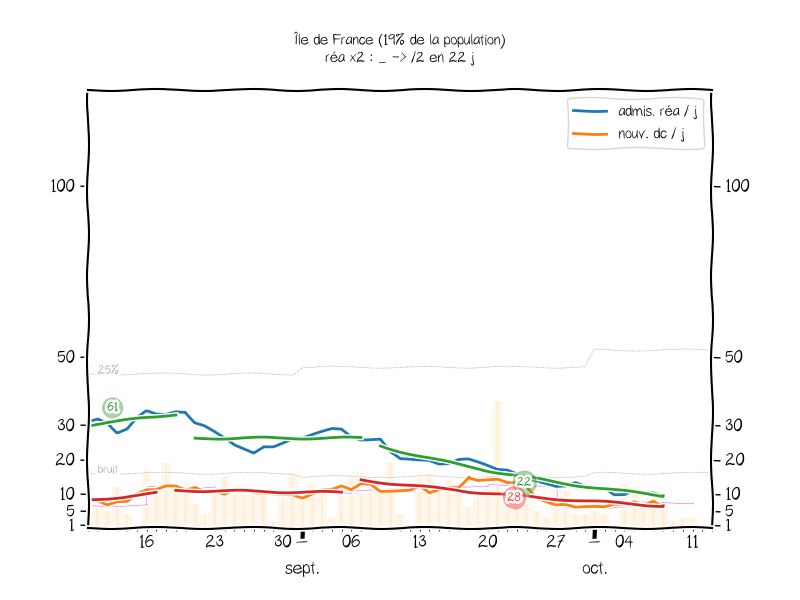 Île de France (19% de la population)
réa x2 : _ -> /2 en 22 j
admis. réa / j
nouv. dc / j
100 100
50 50
25%
61
30 30
20 20
bruit
22
28
10 10
5 5
1 1
16 23 30 06 13 20 27 04 11
sept. oct.